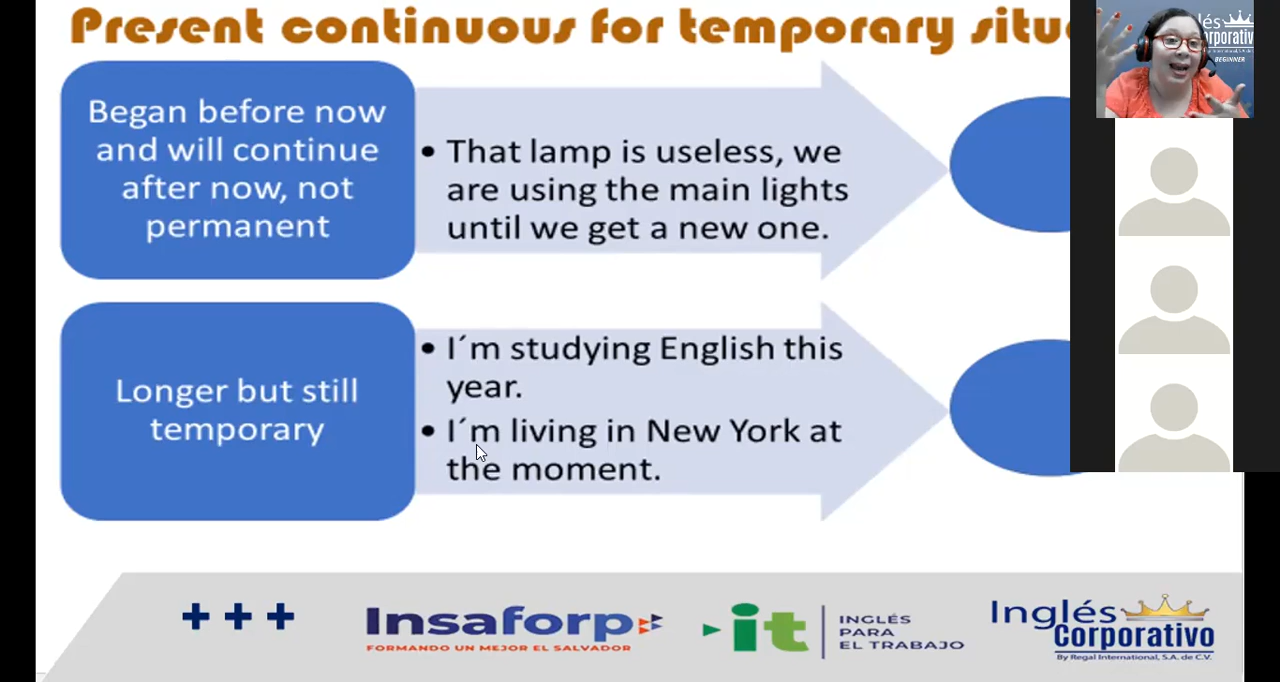 Present continuous for temporary situ
Began before now
and will continue
after now, not
permanent
• That lamp is useless, we
are using the main lights
until we get a new one.
Longer but still
temporary
• I´m studying English this
year.
• I´m living in New York at
the moment.
+ + +
Insaforp
FORMANDO UN MEJOR EL SALVADOR
it
INGLÉS
PARA
EL TRABAJO
Inglés
Corporativo
By Regal International, S.A. de C.V.
lés
orporativ
BEGINNER